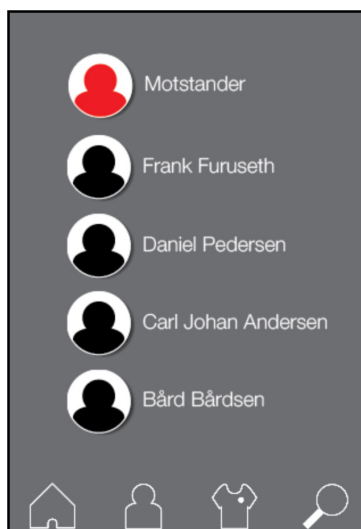 Motstander
Frank Furuseth
Daniel Pedersen
Carl Johan Andersen
Bård Bårdsen